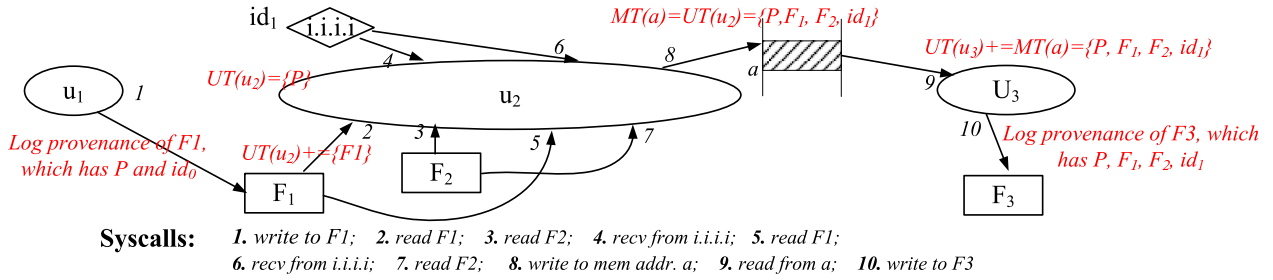 id1
i.i.i.i
MT(a)=UT(u2)={P,F1, F2, id1}
6
8
UT(u3)+=MT(a)={P, F1, F2, id1}
4
a
UT(u2)={P}
u1
1
u2
9
U3
2
3
5
7
10
Log provenance of F1,
which has P and id0
UT(u2)+={F1}
Log provenance of F3, which
has P, F1, F2, id1
F1
F2
F3
Syscalls: 1. write to F1; 2. read F1; 3. read F2; 4. recv from i.i.i.i; 5. read F1;
6. recv from i.i.i.i; 7. read F2; 8. write to mem addr. a; 9. read from a; 10. write to F3